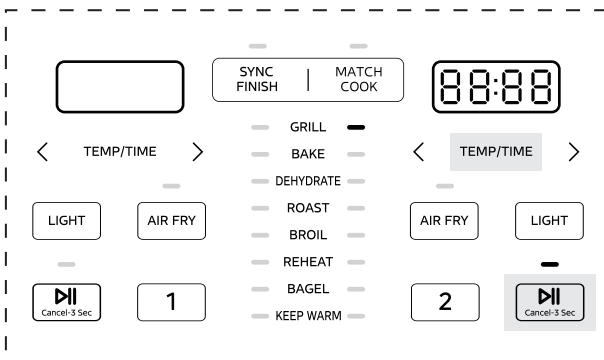 SYNC FINISH
MATCH COOK
88:88
GRILL
TEMP/TIME
BAKE
TEMP/TIME
DEHYDRATE
LIGHT
AIR FRY
ROAST
AIR FRY
LIGHT
BROIL
REHEAT
Cancel-3 Sec
1
BAGEL
2
Cancel-3 Sec
KEEP WARM